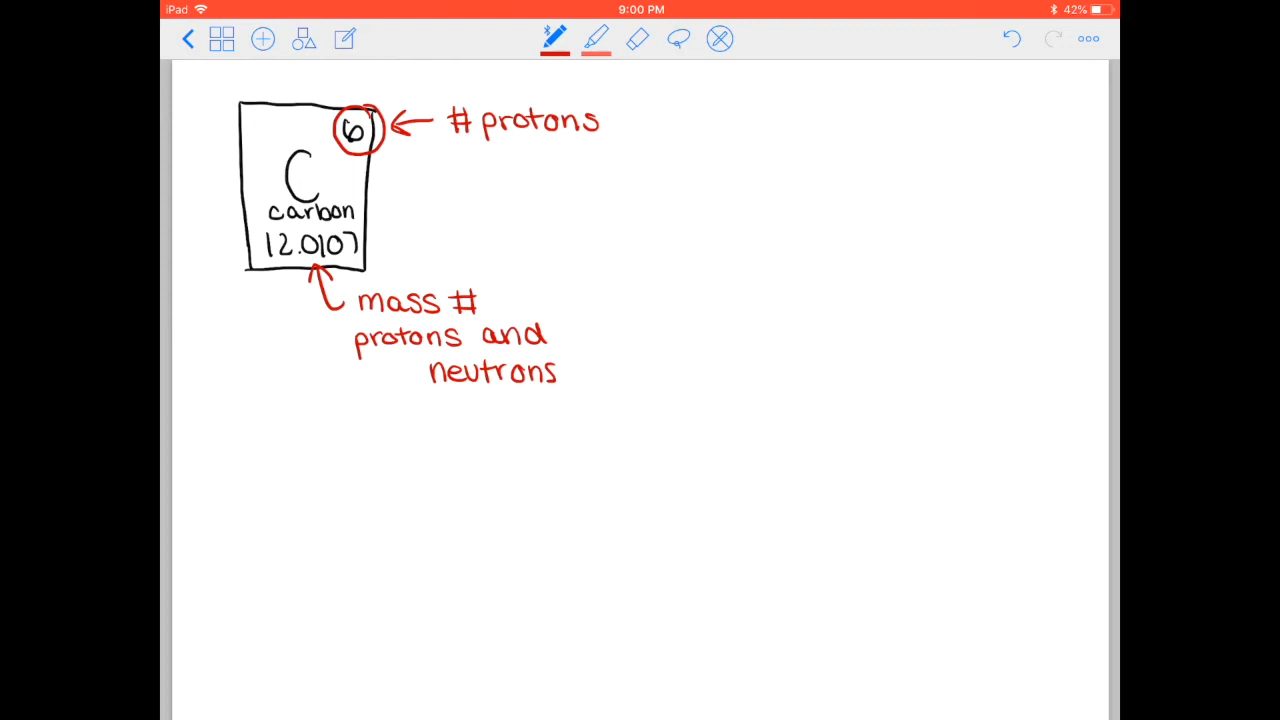 iPad 9:00 PM 42%
6
← # protons
C
carbon
12.0107
mass #
protons and
neutrons